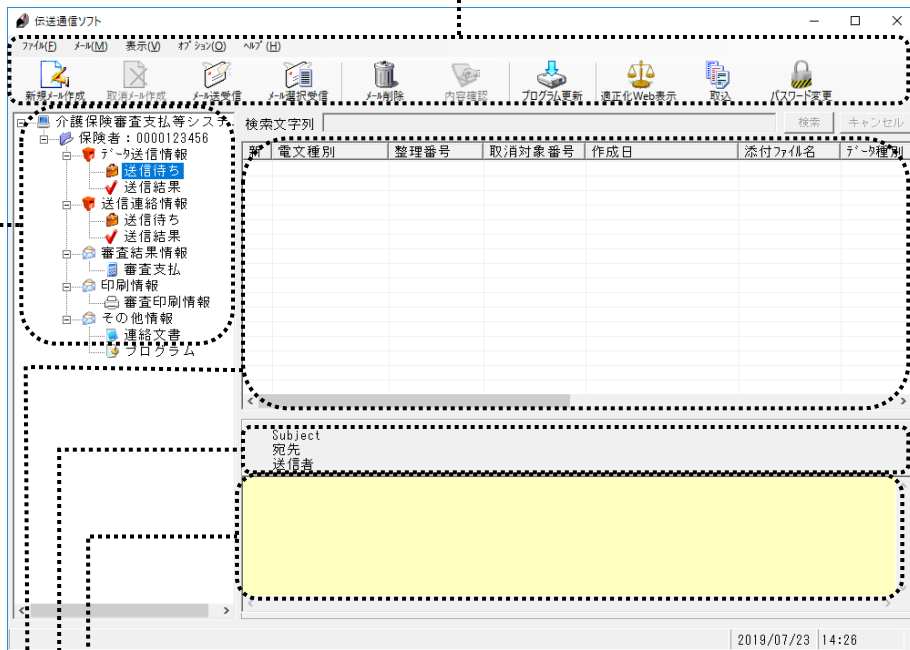 伝送通信ソフト
ﾌｧｲﾙ(F) ﾒｰﾙ(M) 表示(V) ｵﾌﾟｼｮﾝ(O) ﾍﾙﾌﾟ(H)
新規ﾒｰﾙ作成 取消ﾒｰﾙ作成 ﾒｰﾙ送受信 ﾒｰﾙ選択受信 ﾒｰﾙ削除 内容確認 ﾌﾟﾛｸﾞﾗﾑ更新 適正化Web表示 取込 ﾊﾟｽﾜｰﾄﾞ変更
介護保険審査支払等システ
検索文字列 検索 キャンセル
保険者：0000123456
新 電文種別 整理番号 取消対象番号 作成日 添付ﾌｧｲﾙ名 ﾃﾞｰﾀ種別
ﾃﾞｰﾀ送信情報
送信待ち
送信結果
送信連絡情報
送信待ち
送信結果
審査結果情報
審査支払
印刷情報
審査印刷情報
その他情報
連絡文書
プログラム
Subject
宛先
送信者
2019/07/23 14:26